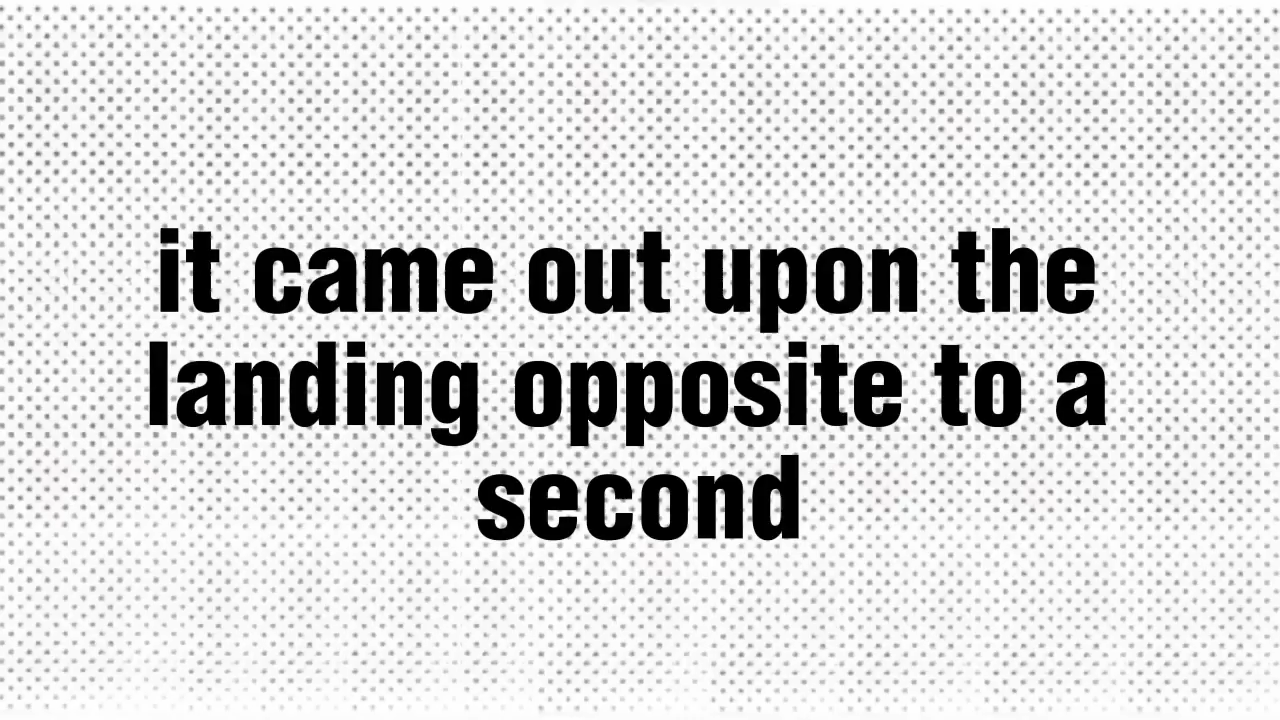 it came out upon the
landing opposite to a
second